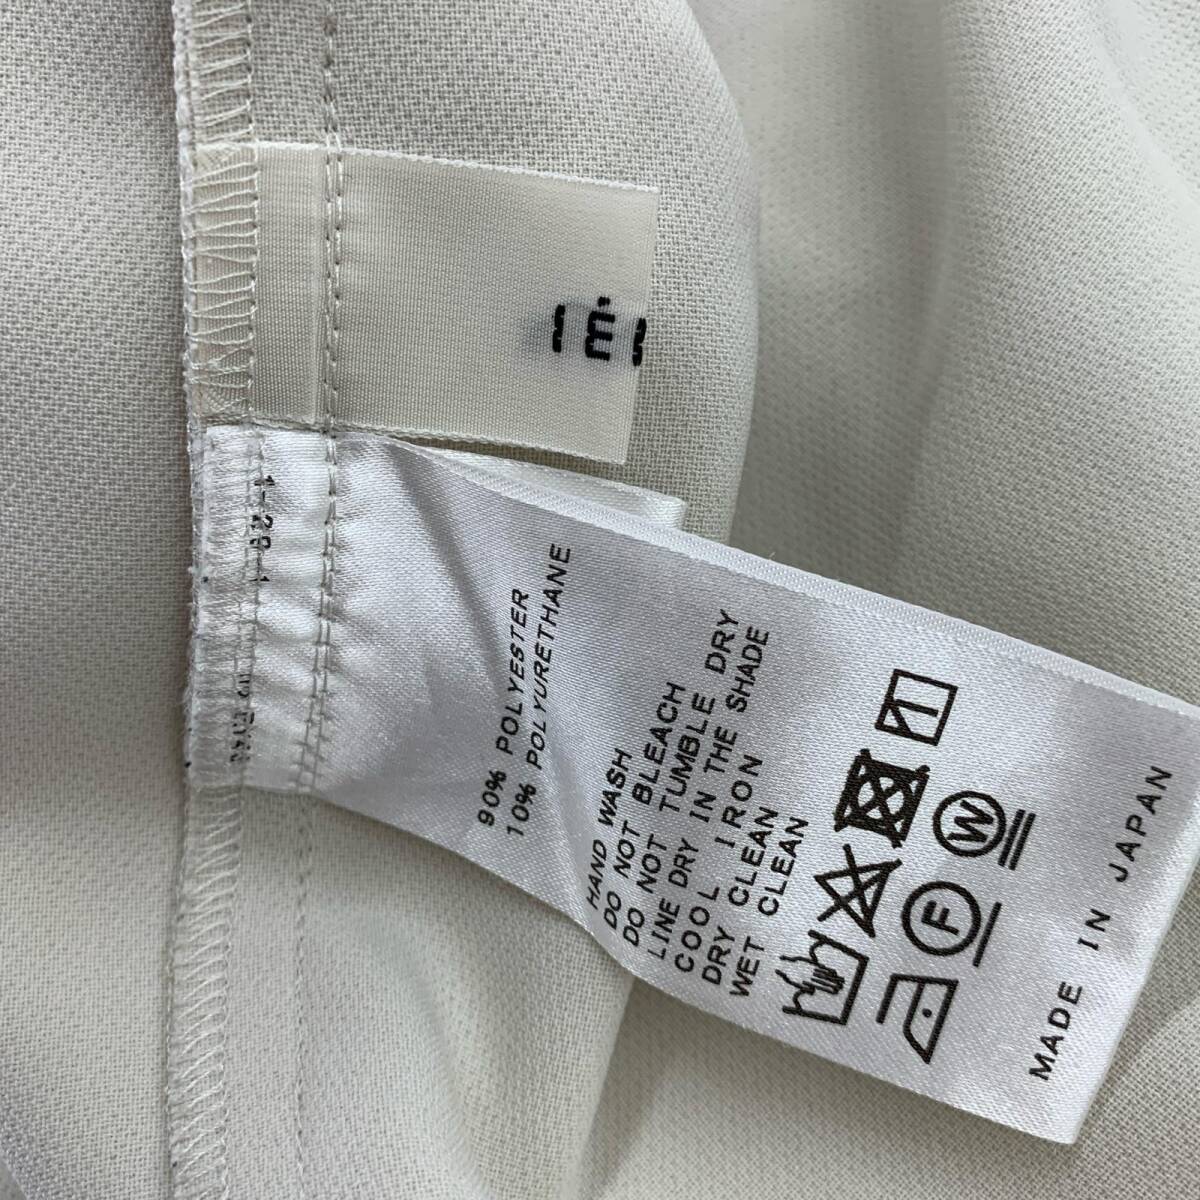 90% POLYESTER
10% POLYURETHANE
HAND WASH
DO NOT BLEACH
DO NOT TUMBLE DRY
LINE DRY IN THE SHADE
COOL IRON
DRY CLEAN
WET CLEAN
F
W
MADE IN JAPAN